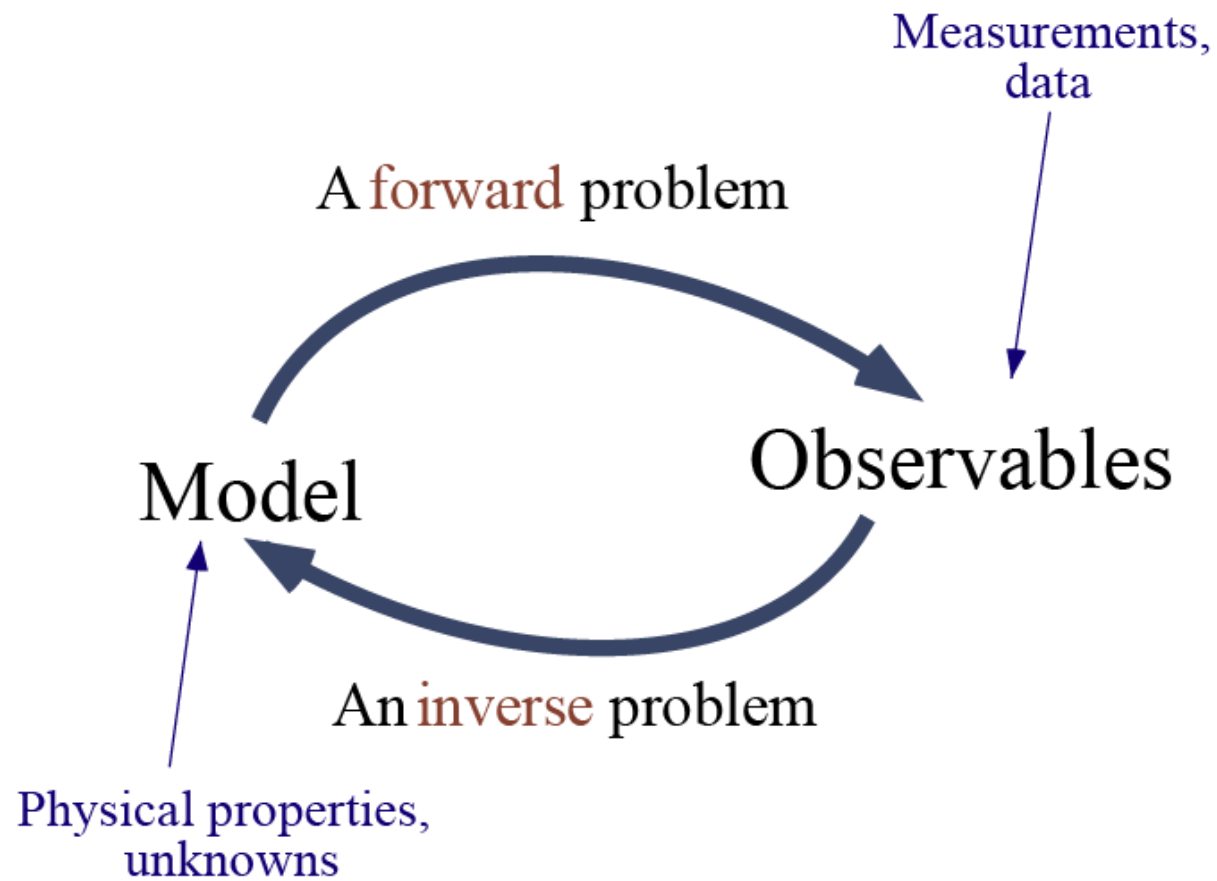 Measurements,
data
A forward problem
Observables
Model
An inverse problem
Physical properties,
unknowns